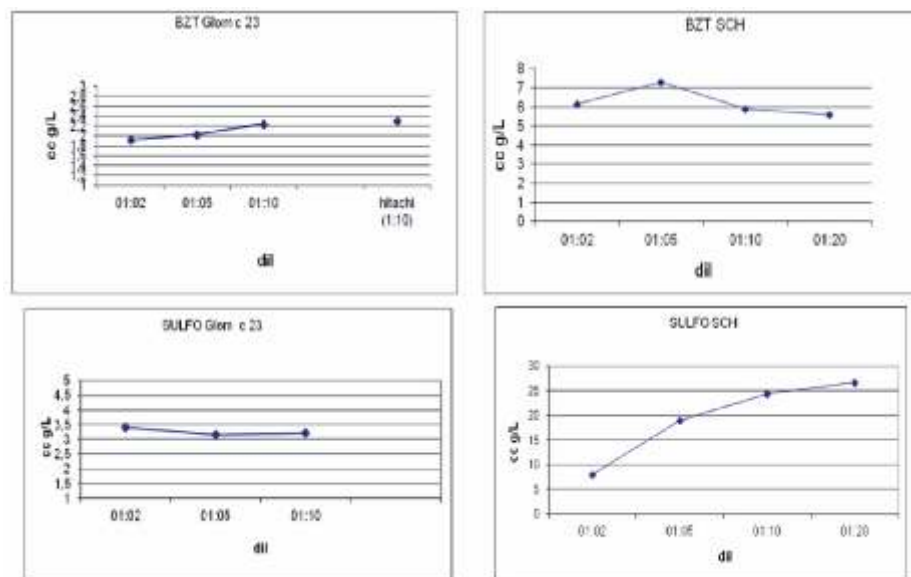 BZT Glom c 23
cc g/L
01:02 01:05 01:10 hitachi
(1:10)
dil
BZT SCH
8
7
6
5
4
3
2
1
0
cc g/L
01:02 01:05 01:10 01:20
dil
SULFO Glom c 23
5
4,5
4
3,5
3
2,5
2
1,5
1
cc g/L
01:02 01:05 01:10
dil
SULFO SCH
30
25
20
15
10
5
0
cc g/L
01:02 01:05 01:10 01:20
dil